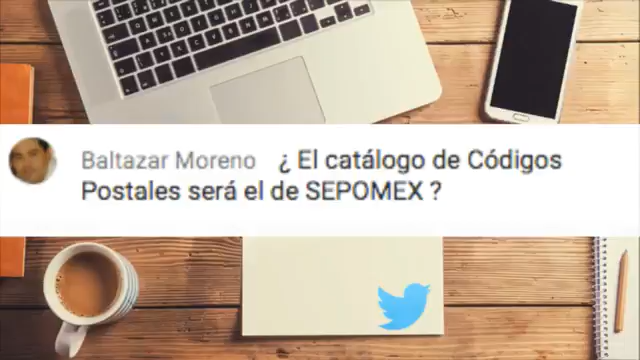 Baltazar Moreno ¿ El catálogo de Códigos
Postales será el de SEPOMEX ?